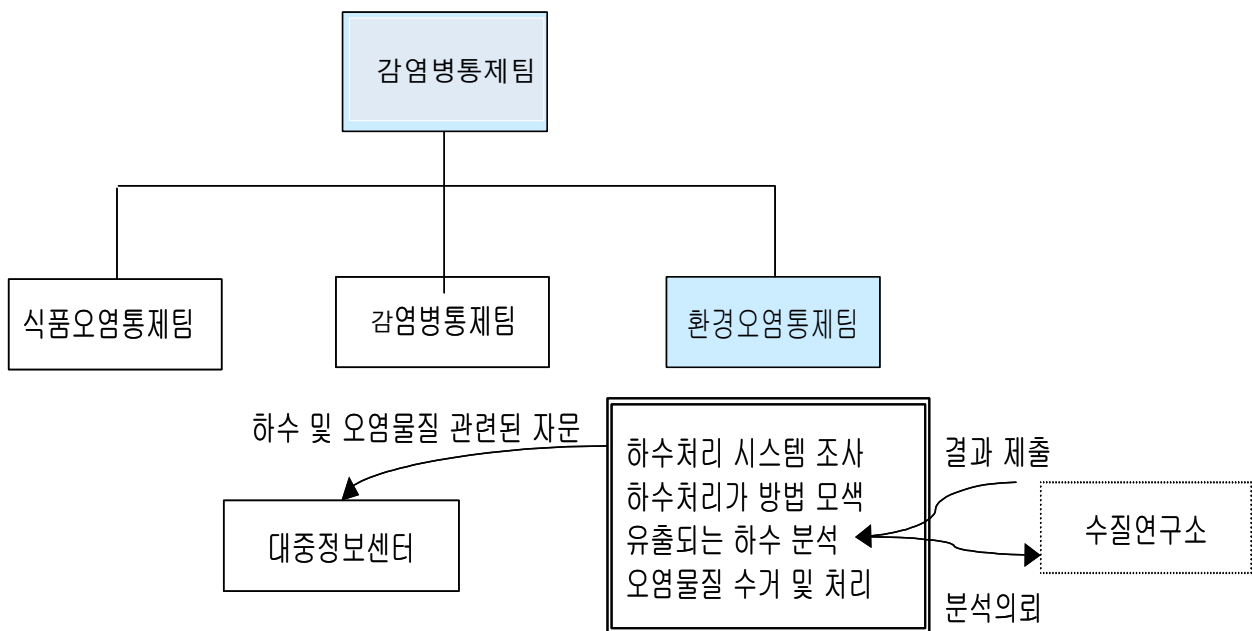 감염병통제팀
식품오염통제팀
감염병통제팀
환경오염통제팀
하수 및 오염물질 관련된 자문
대중정보센터
하수처리 시스템 조사
하수처리가 방법 모색
유출되는 하수 분석
오염물질 수거 및 처리
결과 제출
수질연구소
분석의뢰